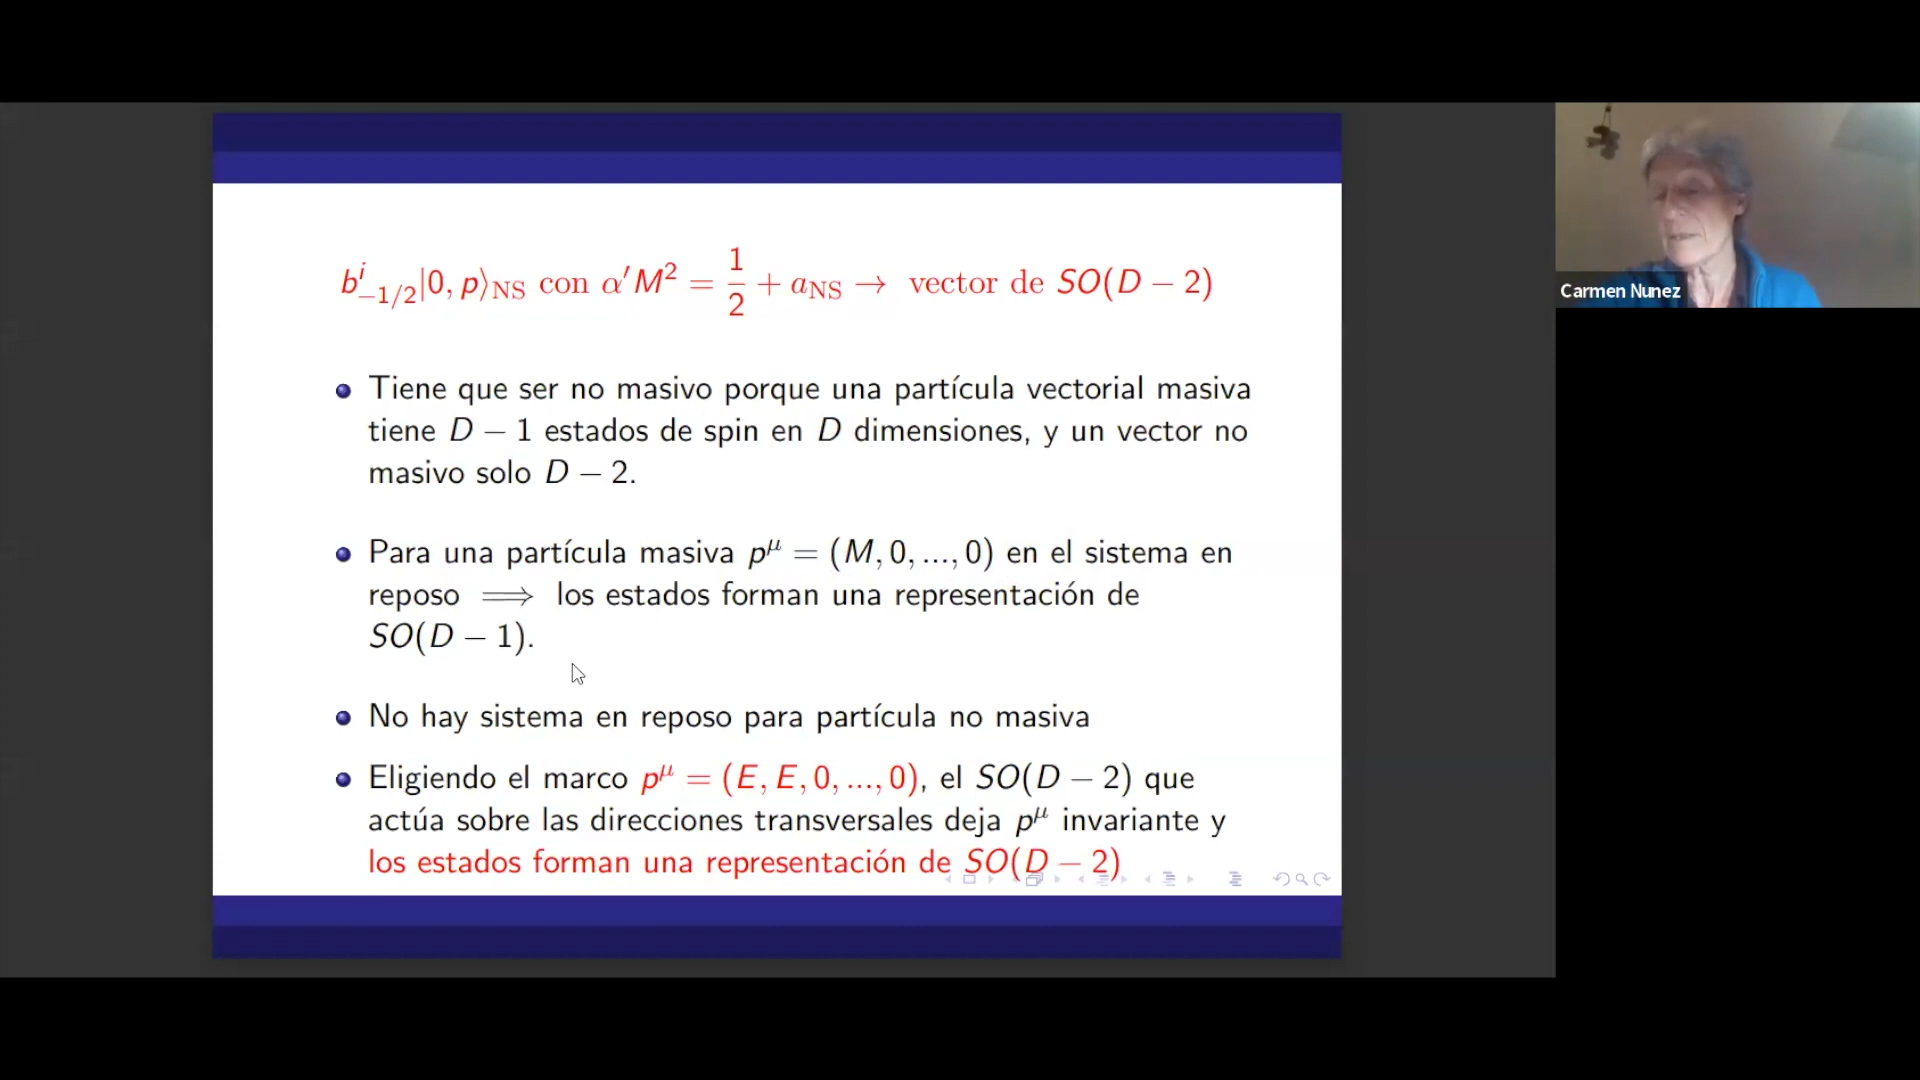 b^i_{-1/2}|0, p⟩_NS con α′M² = 1/2 + a_NS → vector de SO(D − 2)
Tiene que ser no masivo porque una partícula vectorial masiva
tiene D − 1 estados de spin en D dimensiones, y un vector no
masivo solo D − 2.
Para una partícula masiva p^μ = (M, 0, ..., 0) en el sistema en
reposo ⟹ los estados forman una representación de
SO(D − 1).
No hay sistema en reposo para partícula no masiva
Eligiendo el marco p^μ = (E, E, 0, ..., 0), el SO(D − 2) que
actúa sobre las direcciones transversales deja p^μ invariante y
los estados forman una representación de SO(D − 2)
Carmen Nunez